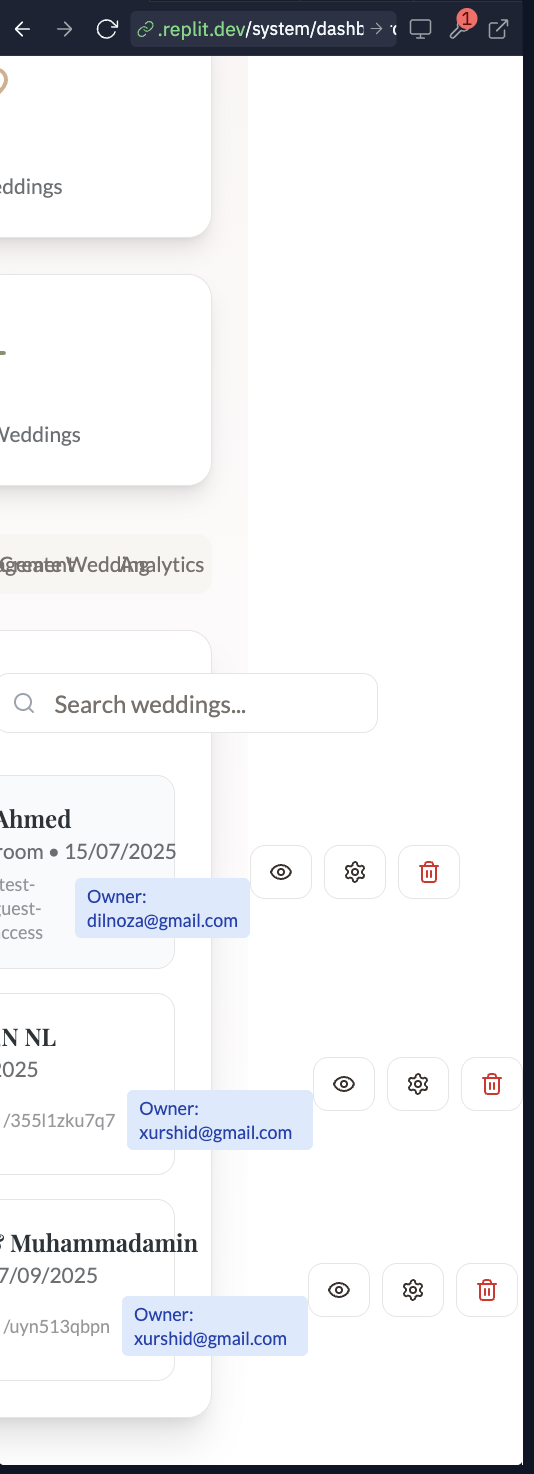 .replit.dev/system/dashb
1
eddings
Weddings
Create Wedding
Analytics
Search weddings...
Ahmed
room • 15/07/2025
test-
guest-
ccess
Owner:
dilnoza@gmail.com
EN NL
2025
/355l1zku7q7
Owner:
xurshid@gmail.com
& Muhammadamin
7/09/2025
/uyn513qbpn
Owner:
xurshid@gmail.com